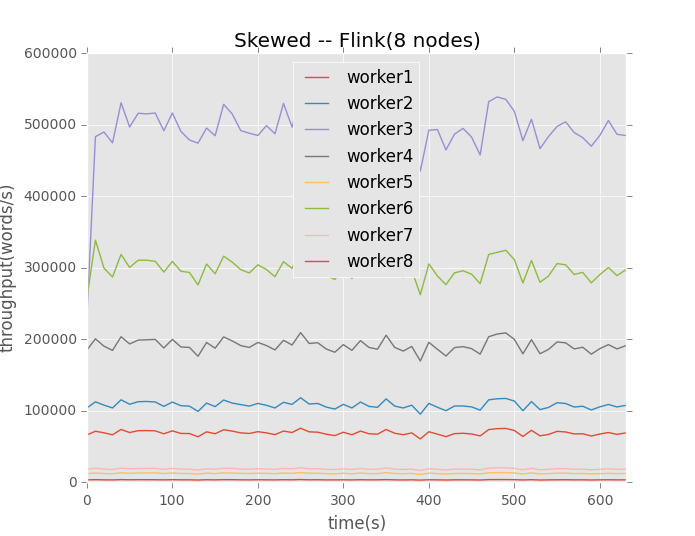 Skewed -- Flink(8 nodes)
600000
500000
400000
300000
200000
100000
0
throughput(words/s)
worker1
worker2
worker3
worker4
worker5
worker6
worker7
worker8
0 100 200 300 400 500 600
time(s)